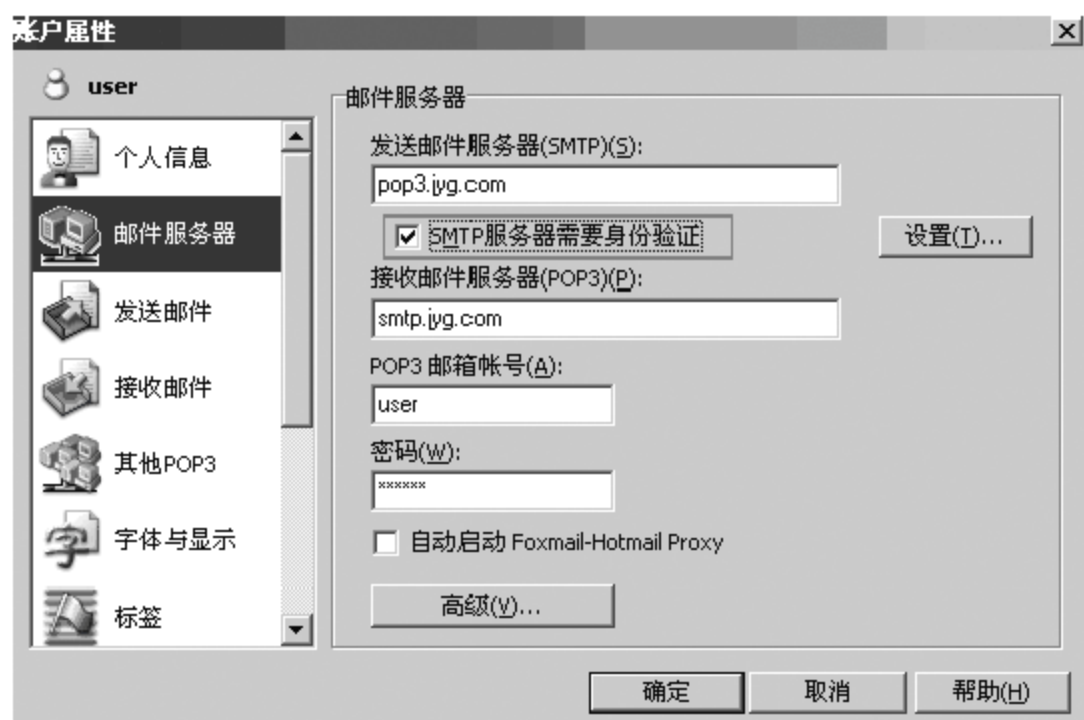 账户属性
user
个人信息
邮件服务器
发送邮件
接收邮件
其他POP3
字体与显示
标签
邮件服务器
发送邮件服务器(SMTP)(S):
pop3.jyg.com
SMTP服务器需要身份验证
设置(T)...
接收邮件服务器(POP3)(P):
smtp.jyg.com
POP3 邮箱帐号(A):
user
密码(W):
******
自动启动 Foxmail-Hotmail Proxy
高级(V)...
确定
取消
帮助(H)